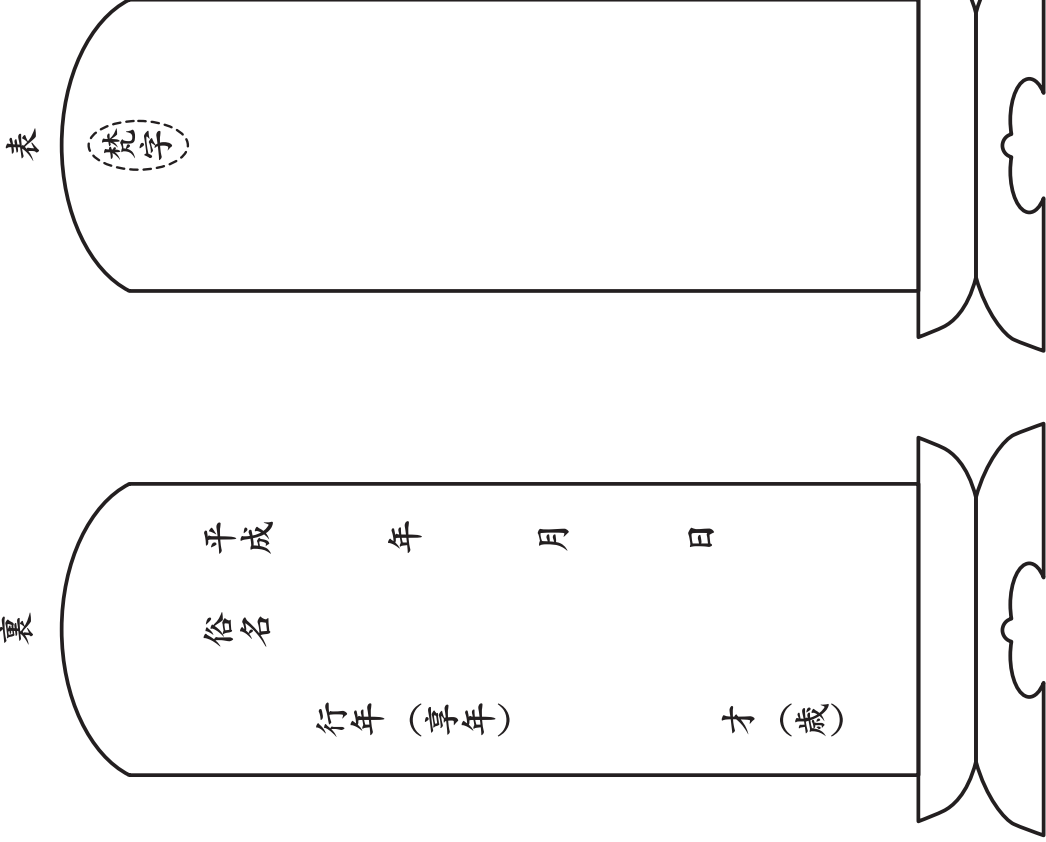 表
梵字
裏
平成　年　月　日
俗名
行年（享年）　才（歳）